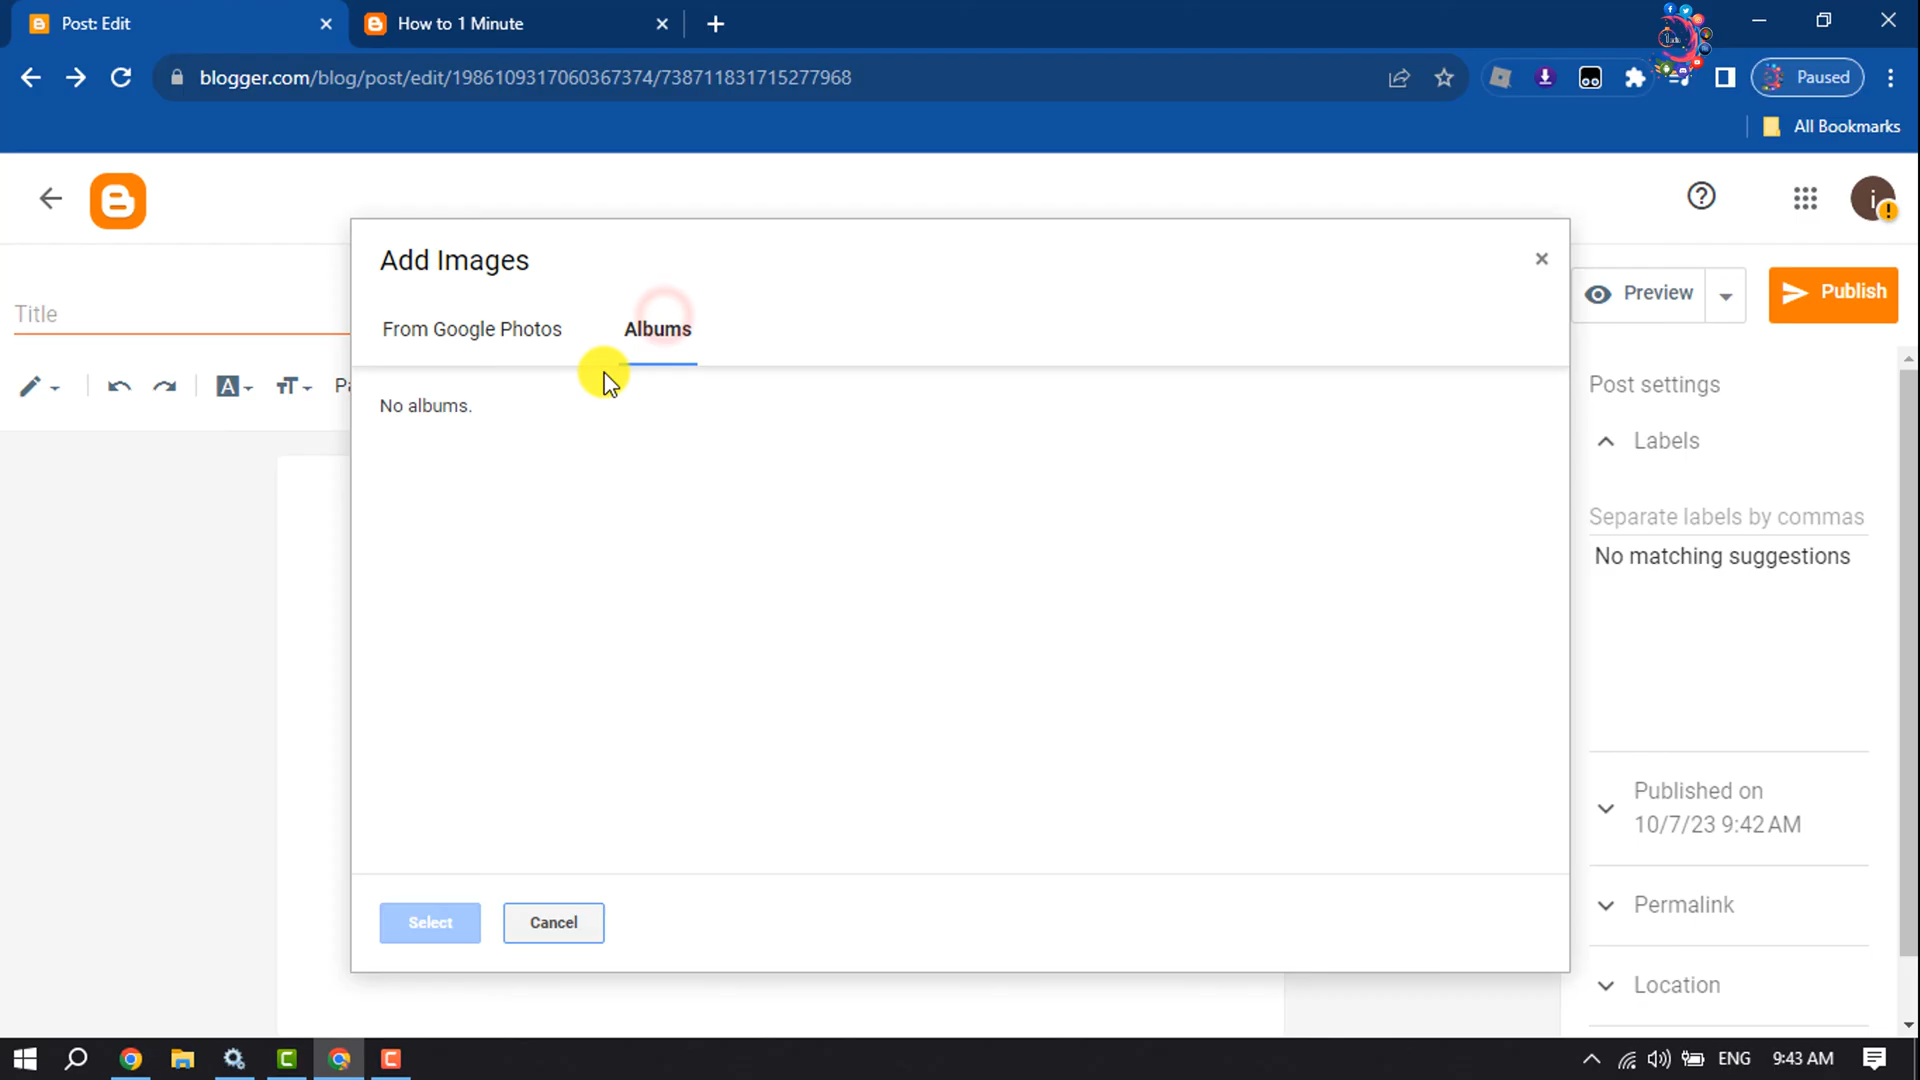 Post: Edit
How to 1 Minute
blogger.com/blog/post/edit/1986109317060367374/738711831715277968
Paused
All Bookmarks
Add Images
From Google Photos
Albums
No albums.
Select
Cancel
Title
Preview
Publish
Post settings
Labels
Separate labels by commas
No matching suggestions
Published on
10/7/23 9:42 AM
Permalink
Location
ENG
9:43 AM